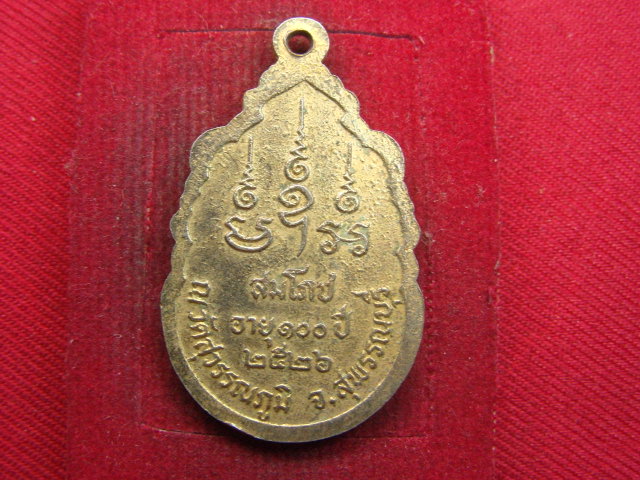 สมโภช
อายุ ๑๐๐ ปี
๒๕๒๖
ณ วัดสุวรรณภูมิ จ.สุพรรณบุรี